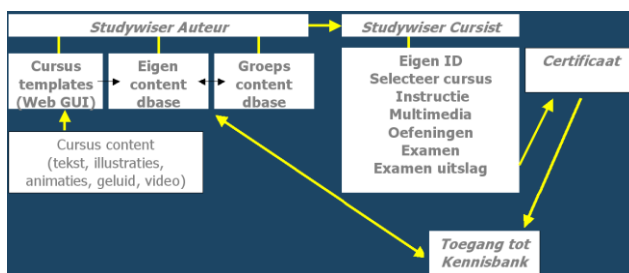 Studywiser Auteur
Studywiser Cursist
Cursus
templates
(Web GUI)
Eigen
content
dbase
Groeps
content
dbase
Cursus content
(tekst, illustraties,
animaties, geluid, video)
Eigen ID
Selecteer cursus
Instructie
Multimedia
Oefeningen
Examen
Examen uitslag
Certificaat
Toegang tot
Kennisbank